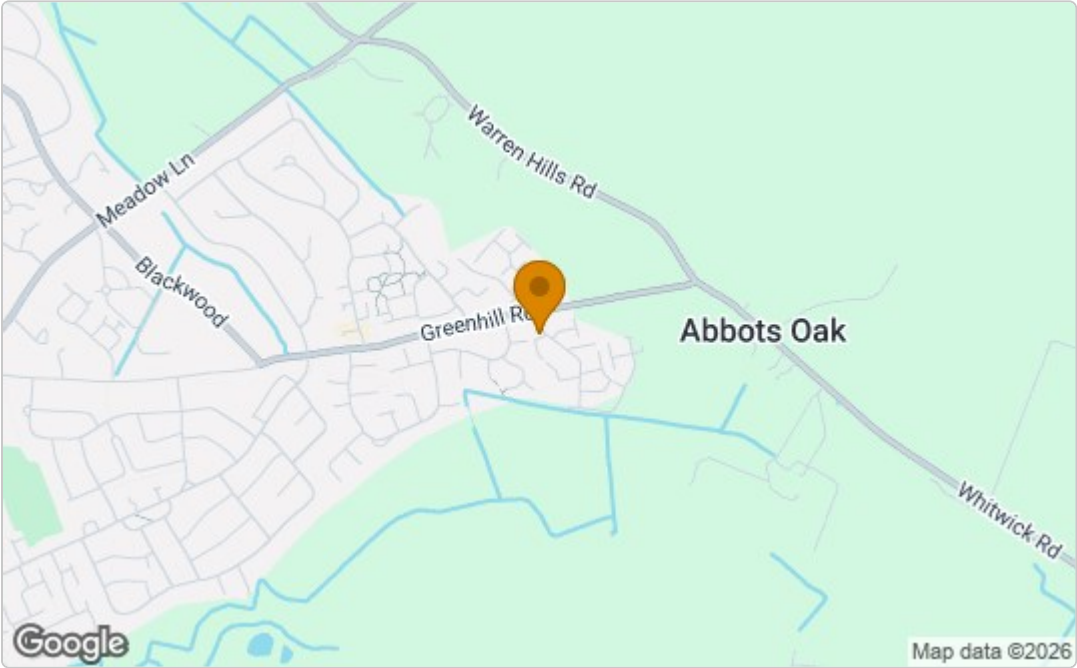 Warren Hills Rd
Meadow Ln
Blackwood
Greenhill Rd
Abbots Oak
Whitwick Rd
Google
Map data ©2026